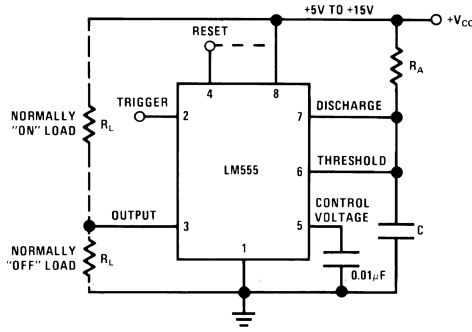 +5V TO +15V
+VCC
RESET
RA
4
8
TRIGGER
2
7
DISCHARGE
NORMALLY
"ON" LOAD
RL
LM555
6
THRESHOLD
OUTPUT
3
CONTROL
VOLTAGE
5
C
NORMALLY
"OFF" LOAD
RL
1
0.01μF